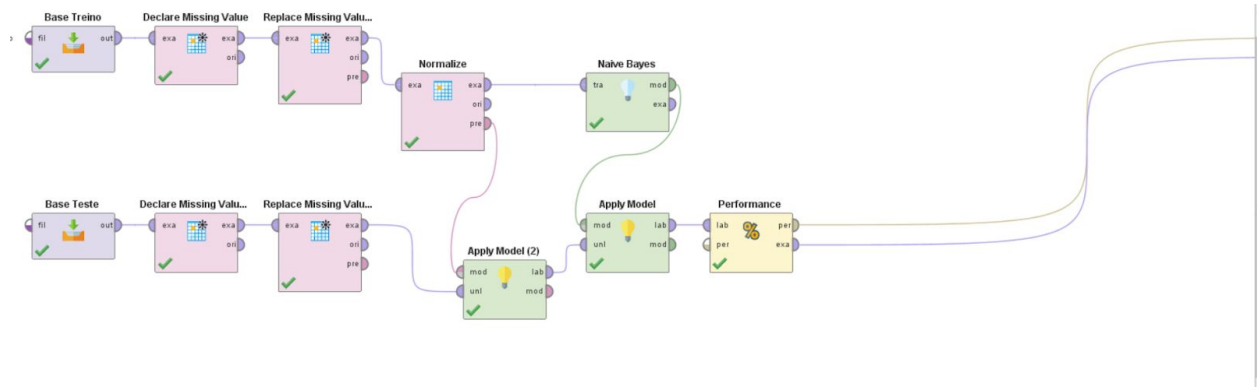 Base Treino
fil out
Declare Missing Value
exa exa
ori
Replace Missing Valu...
exa exa
ori
pre
Normalize
exa exa
ori
pre
Naive Bayes
tra mod
exa
Base Teste
fil out
Declare Missing Valu...
exa exa
ori
Replace Missing Valu...
exa exa
ori
pre
Apply Model (2)
mod lab
unl mod
Apply Model
mod lab
unl mod
Performance
% 
lab per
per exa